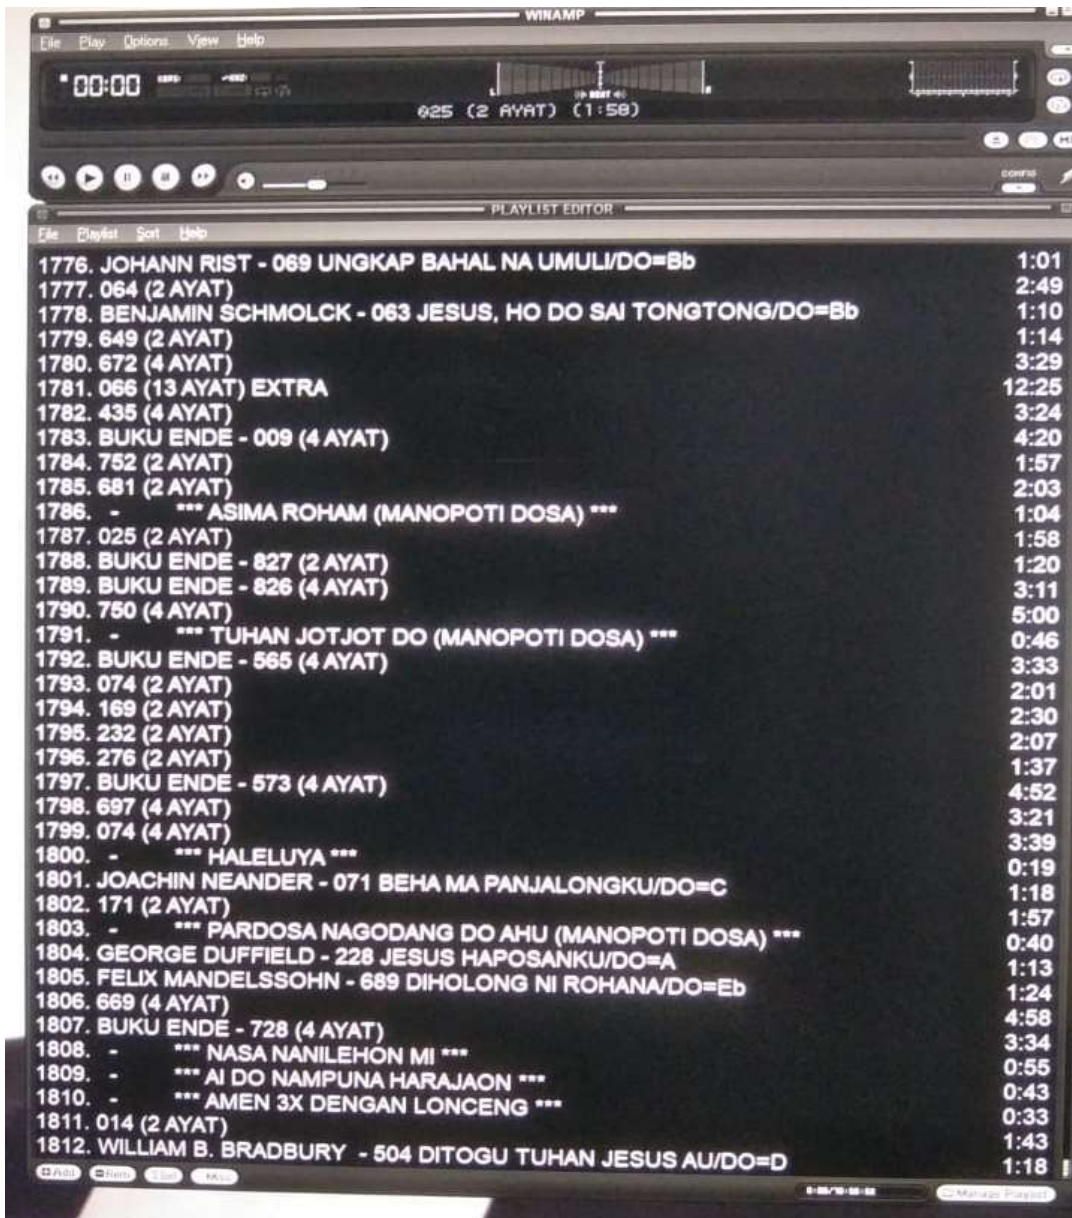 WINAMP
File Play Options View Help
00:00
L R
025 (2 AYAT) (1:58)
CONFIG
PLAYLIST EDITOR
File Playlist Sort Help
1776. JOHANN RIST - 069 UNGKAP BAHAL NA UMULI/DO=Bb 1:01
1777. 064 (2 AYAT) 2:49
1778. BENJAMIN SCHMOLCK - 063 JESUS, HO DO SAI TONGTONG/DO=Bb 1:10
1779. 649 (2 AYAT) 1:14
1780. 672 (4 AYAT) 3:29
1781. 066 (13 AYAT) EXTRA 12:25
1782. 435 (4 AYAT) 3:24
1783. BUKU ENDE - 009 (4 AYAT) 4:20
1784. 752 (2 AYAT) 1:57
1785. 681 (2 AYAT) 2:03
1786. - *** ASIMA ROHAM (MANOPOTI DOSA) *** 1:04
1787. 025 (2 AYAT) 1:58
1788. BUKU ENDE - 827 (2 AYAT) 1:20
1789. BUKU ENDE - 826 (4 AYAT) 3:11
1790. 750 (4 AYAT) 5:00
1791. - *** TUHAN JOTJOT DO (MANOPOTI DOSA) *** 0:46
1792. BUKU ENDE - 565 (4 AYAT) 3:33
1793. 074 (2 AYAT) 2:01
1794. 169 (2 AYAT) 2:30
1795. 232 (2 AYAT) 2:07
1796. 276 (2 AYAT) 1:37
1797. BUKU ENDE - 573 (4 AYAT) 4:52
1798. 697 (4 AYAT) 3:21
1799. 074 (4 AYAT) 3:39
1800. - *** HALELUYA *** 0:19
1801. JOACHIN NEANDER - 071 BEHA MA PANJALONGKU/DO=C 1:18
1802. 171 (2 AYAT) 1:57
1803. - *** PARDOSA NAGODANG DO AHU (MANOPOTI DOSA) *** 0:40
1804. GEORGE DUFFIELD - 228 JESUS HAPOSANKU/DO=A 1:13
1805. FELIX MANDELSSOHN - 689 DIHOLONG NI ROHANA/DO=Eb 1:24
1806. 669 (4 AYAT) 4:58
1807. BUKU ENDE - 728 (4 AYAT) 3:34
1808. - *** NASA NANILEHON MI *** 0:55
1809. - *** AI DO NAMPUNA HARAJAON *** 0:43
1810. - *** AMEN 3X DENGAN LONCENG *** 0:33
1811. 014 (2 AYAT) 1:43
1812. WILLIAM B. BRADBURY - 504 DITOGU TUHAN JESUS AU/DO=D 1:18
Add Rem Sel Misc
Manage Playlist